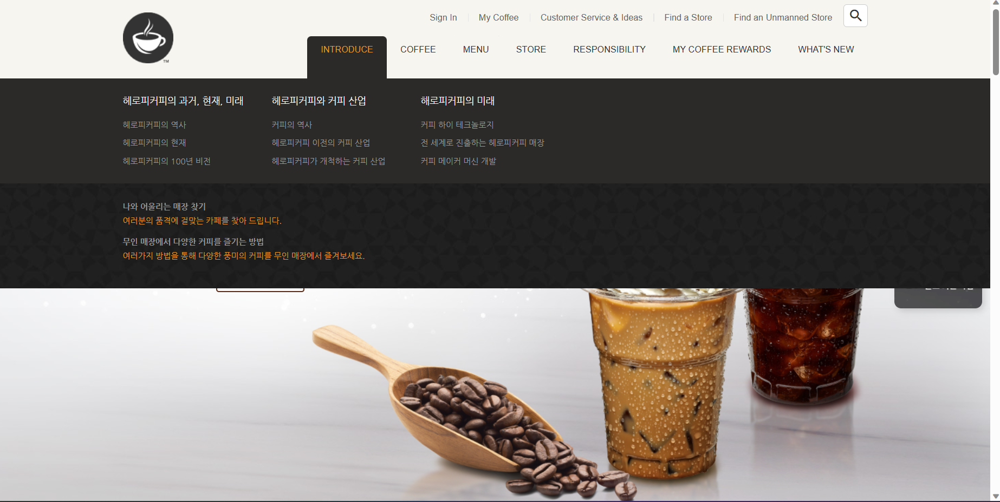 Sign In
My Coffee
Customer Service & Ideas
Find a Store
Find an Unmanned Store
TM
INTRODUCE
COFFEE
MENU
STORE
RESPONSIBILITY
MY COFFEE REWARDS
WHAT'S NEW
헤로피커피의 과거, 현재, 미래
헤로피커피의 역사
헤로피커피의 현재
헤로피커피의 100년 비전
헤로피커피와 커피 산업
커피의 역사
헤로피커피 이전의 커피 산업
헤로피커피가 개척하는 커피 산업
해로피커피의 미래
커피 하이 테크놀로지
전 세계로 진출하는 헤로피커피 매장
커피 메이커 머신 개발
나와 어울리는 매장 찾기
여러분의 품격에 걸맞는 카페를 찾아 드립니다.
무인 매장에서 다양한 커피를 즐기는 방법
여러가지 방법을 통해 다양한 풍미의 커피를 무인 매장에서 즐겨보세요.